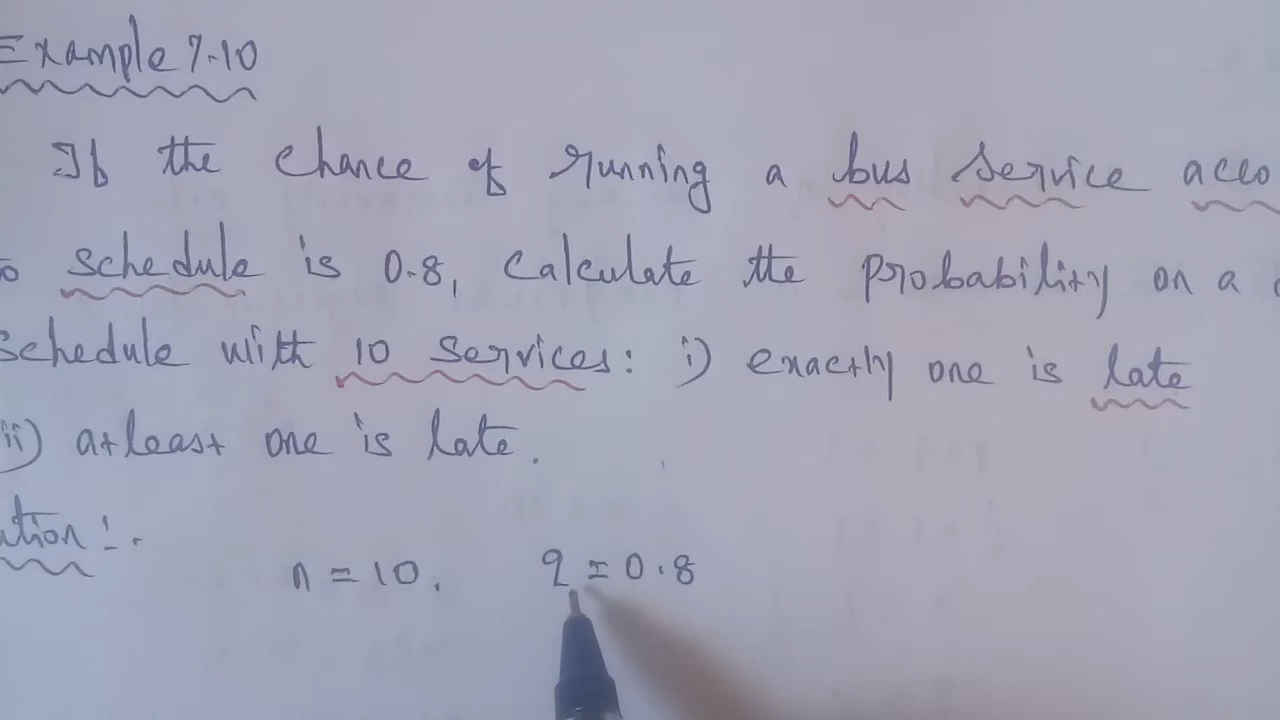 Example 7.10
If the chance of running a bus service acco
schedule is 0.8, calculate the probability on a
schedule with 10 services: i) exactly one is late
ii) atleast one is late.
ution:-
n = 10. q = 0.8